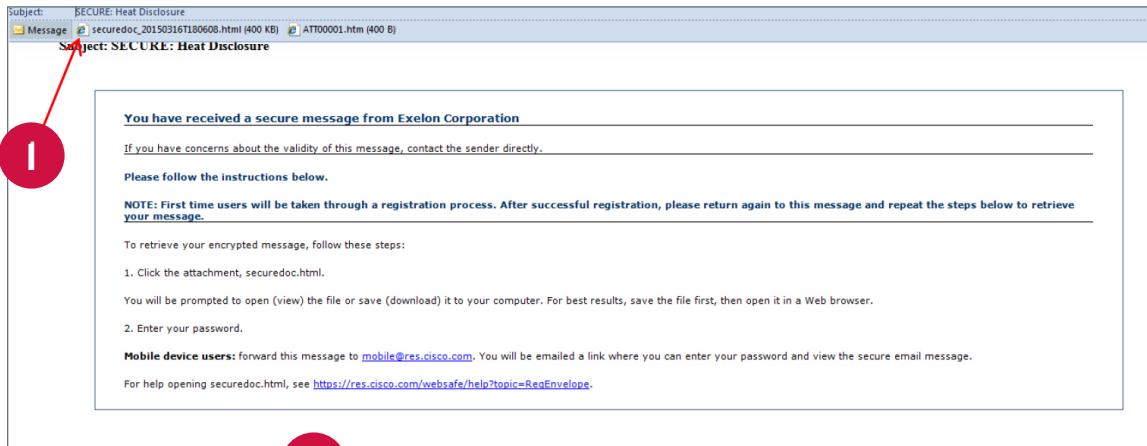 Subject: SECURE: Heat Disclosure
Message securedoc_20150316T180608.html (400 KB) ATT00001.htm (400 B)
Subject: SECURE: Heat Disclosure
You have received a secure message from Exelon Corporation
If you have concerns about the validity of this message, contact the sender directly.
1
Please follow the instructions below.
NOTE: First time users will be taken through a registration process. After successful registration, please return again to this message and repeat the steps below to retrieve
your message.
To retrieve your encrypted message, follow these steps:
1. Click the attachment, securedoc.html.
You will be prompted to open (view) the file or save (download) it to your computer. For best results, save the file first, then open it in a Web browser.
2. Enter your password.
Mobile device users: forward this message to mobile@res.cisco.com. You will be emailed a link where you can enter your password and view the secure email message.
For help opening securedoc.html, see https://res.cisco.com/websafe/help?topic=RegEnvelope.